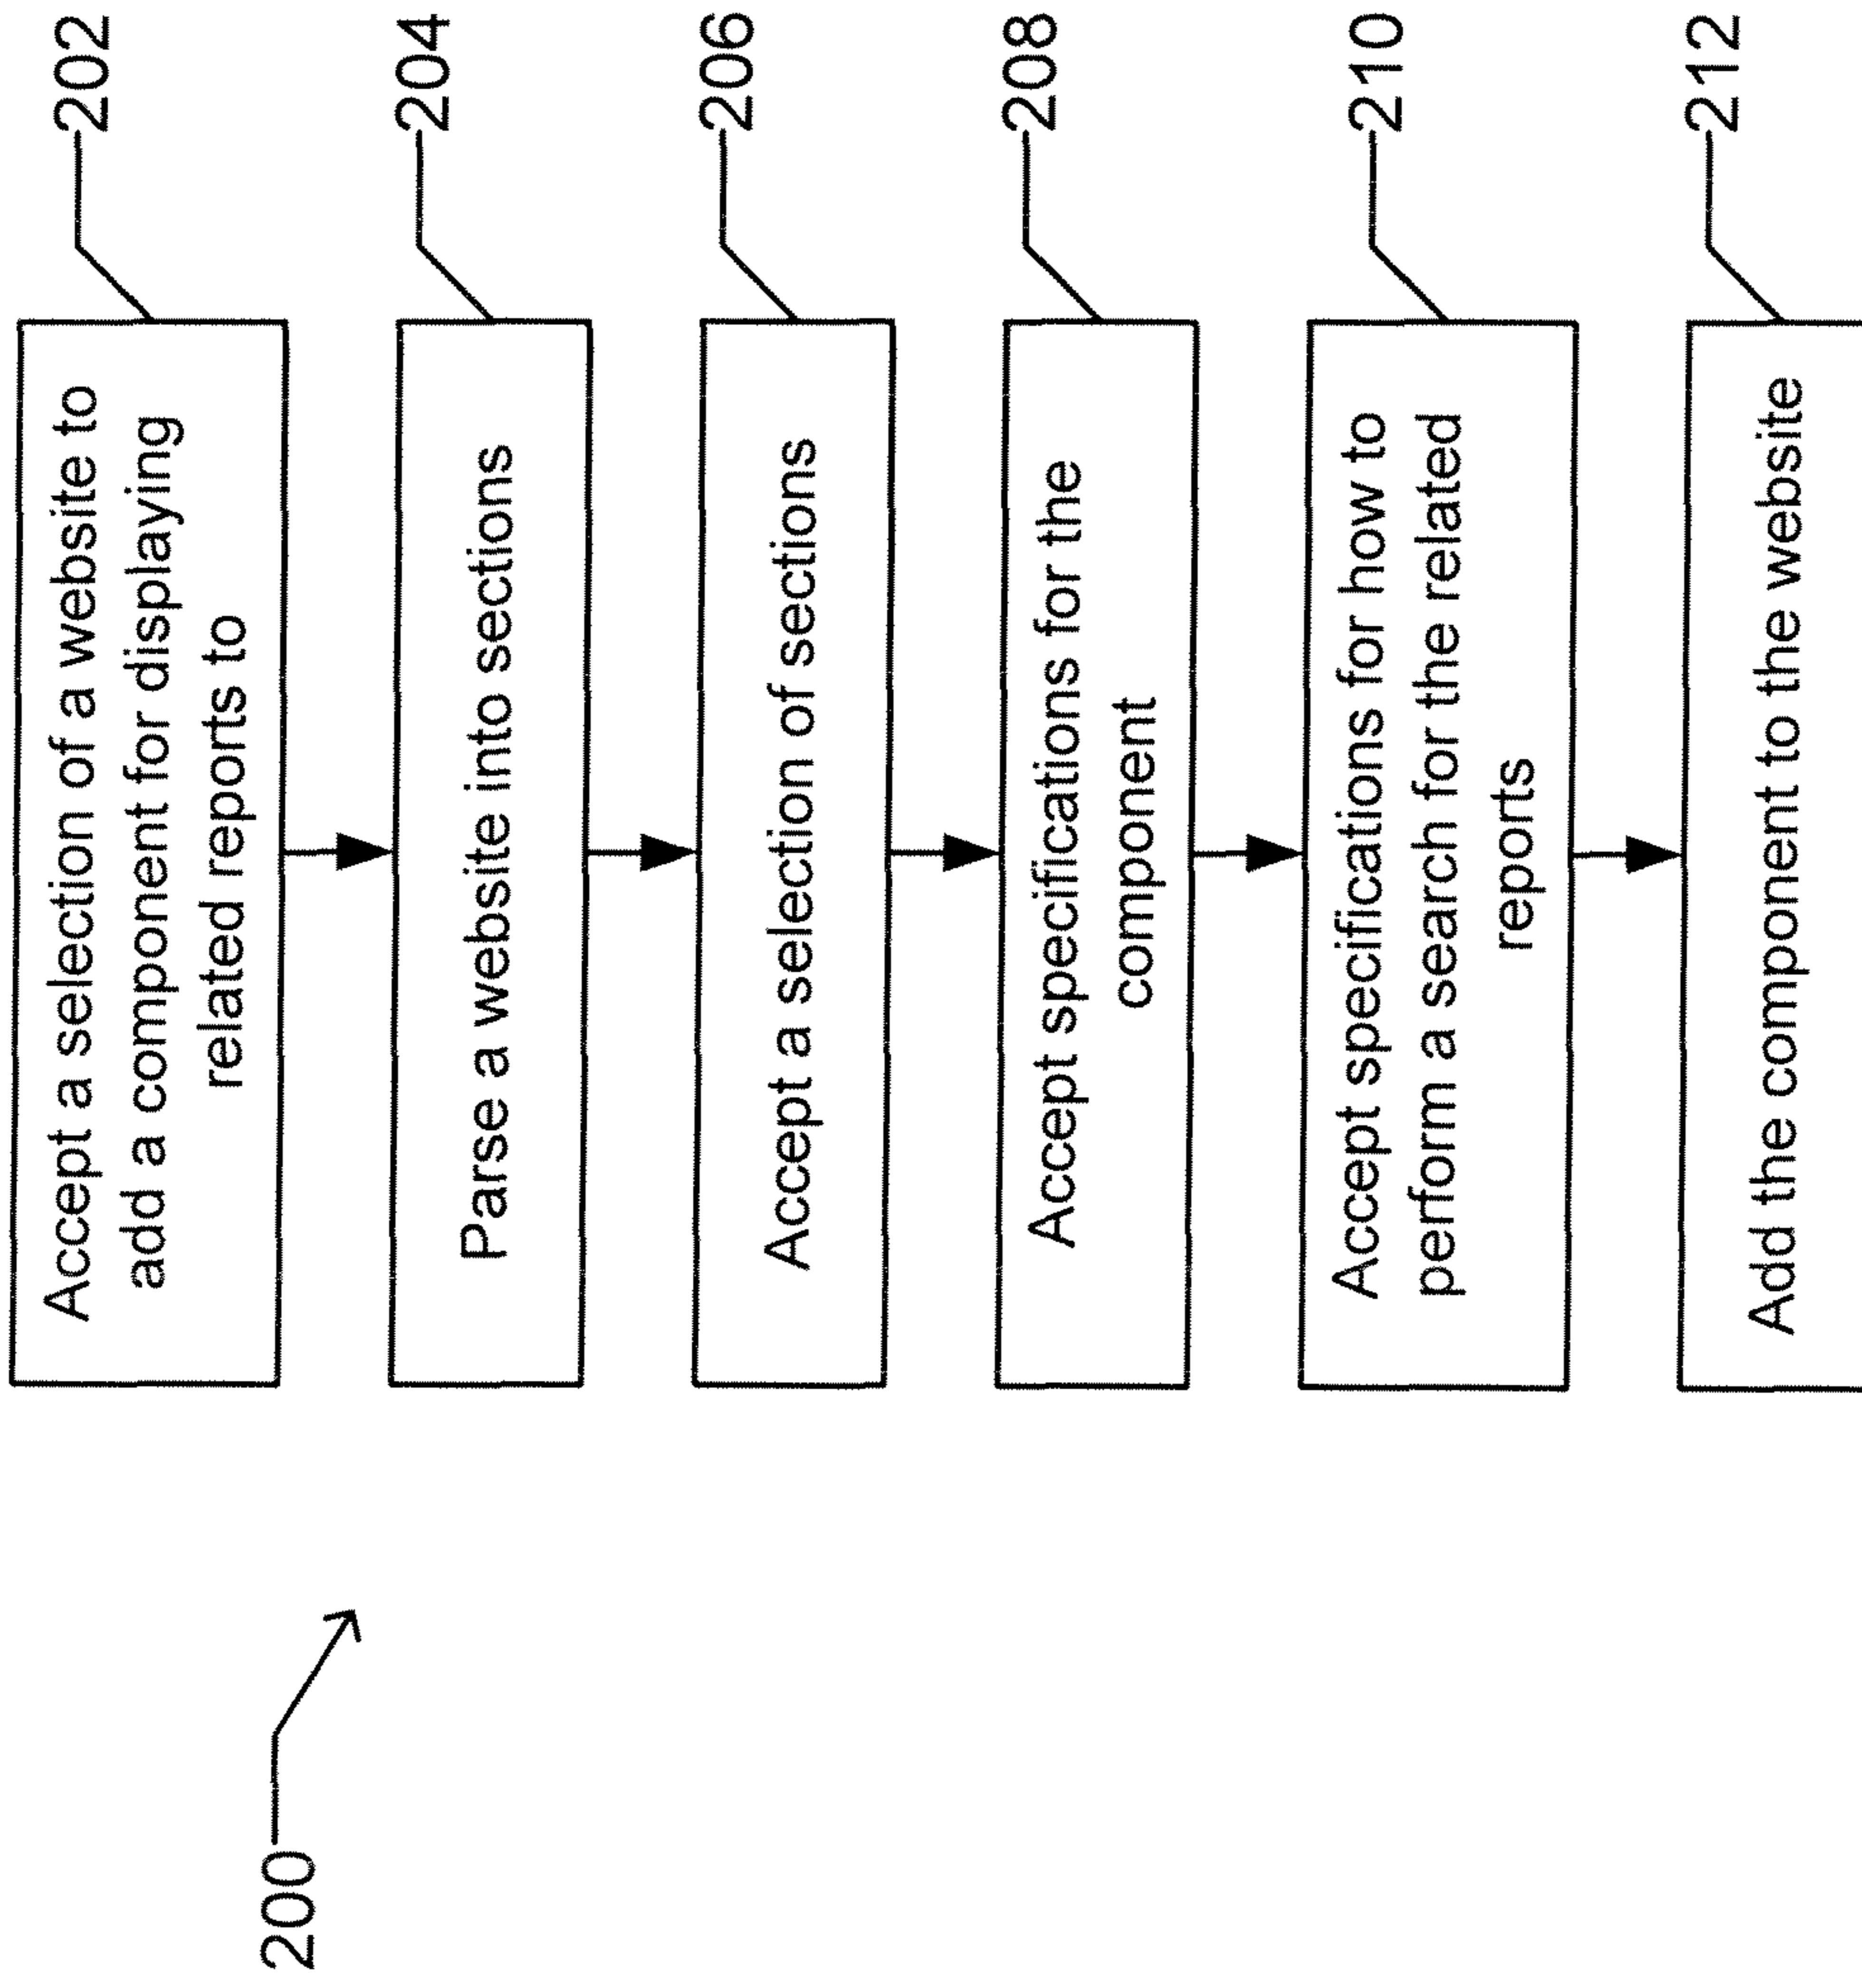 200
Accept a selection of a website to
add a component for displaying
related reports to
202
Parse a website into sections
204
Accept a selection of sections
206
Accept specifications for the
component
208
Accept specifications for how to
perform a search for the related
reports
210
Add the component to the website
212